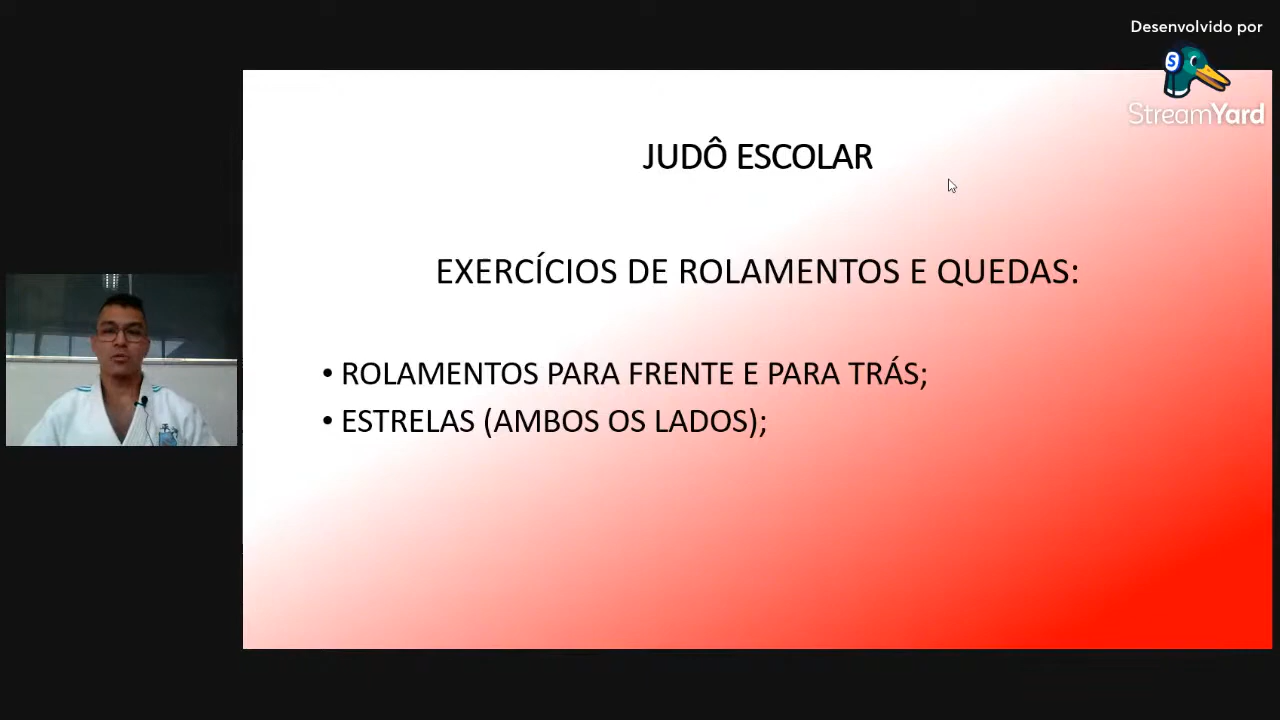 Desenvolvido por
S
StreamYard
JUDÔ ESCOLAR
EXERCÍCIOS DE ROLAMENTOS E QUEDAS:
• ROLAMENTOS PARA FRENTE E PARA TRÁS;
• ESTRELAS (AMBOS OS LADOS);